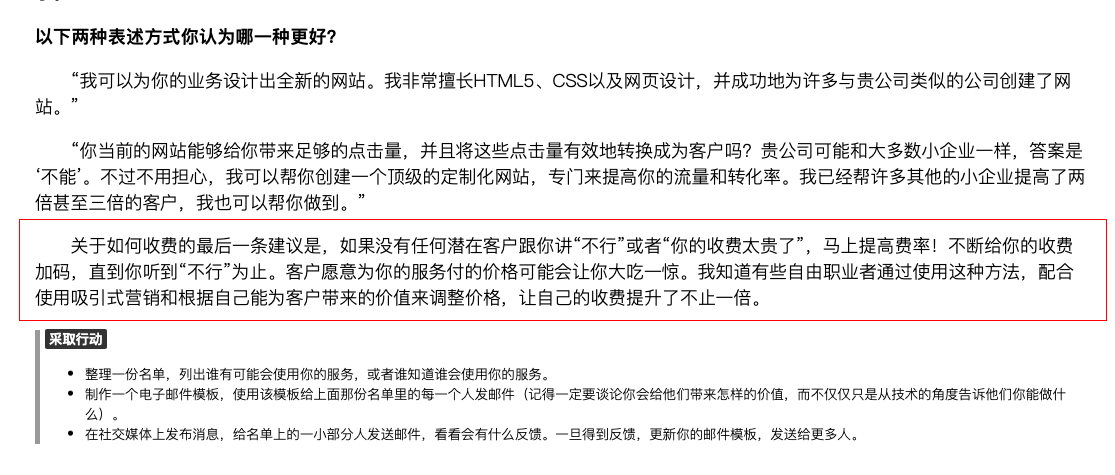 以下两种表述方式你认为哪一种更好？
“我可以为你的业务设计出全新的网站。我非常擅长HTML5、CSS以及网页设计，并成功地为许多与贵公司类似的公司创建了网
站。”
“你当前的网站能够给你带来足够的点击量，并且将这些点击量有效地转换成为客户吗？贵公司可能和大多数小企业一样，答案是
‘不能’。不过不用担心，我可以帮你创建一个顶级的定制化网站，专门来提高你的流量和转化率。我已经帮许多其他的小企业提高了两
倍甚至三倍的客户，我也可以帮你做到。”
关于如何收费的最后一条建议是，如果没有任何潜在客户跟你讲“不行”或者“你的收费太贵了”，马上提高费率！不断给你的收费
加码，直到你听到“不行”为止。客户愿意为你的服务付的价格可能会让你大吃一惊。我知道有些自由职业者通过使用这种方法，配合
使用吸引式营销和根据自己能为客户带来的价值来调整价格，让自己的收费提升了不止一倍。
采取行动
• 整理一份名单，列出谁有可能会使用你的服务，或者谁知道谁会使用你的服务。
• 制作一个电子邮件模板，使用该模板给上面那份名单里的每一个人发邮件（记得一定要谈论你会给他们带来怎样的价值，而不仅仅只是从技术的角度告诉他们你能做什
么）。
• 在社交媒体上发布消息，给名单上的一小部分人发送邮件，看看会有什么反馈。一旦得到反馈，更新你的邮件模板，发送给更多人。